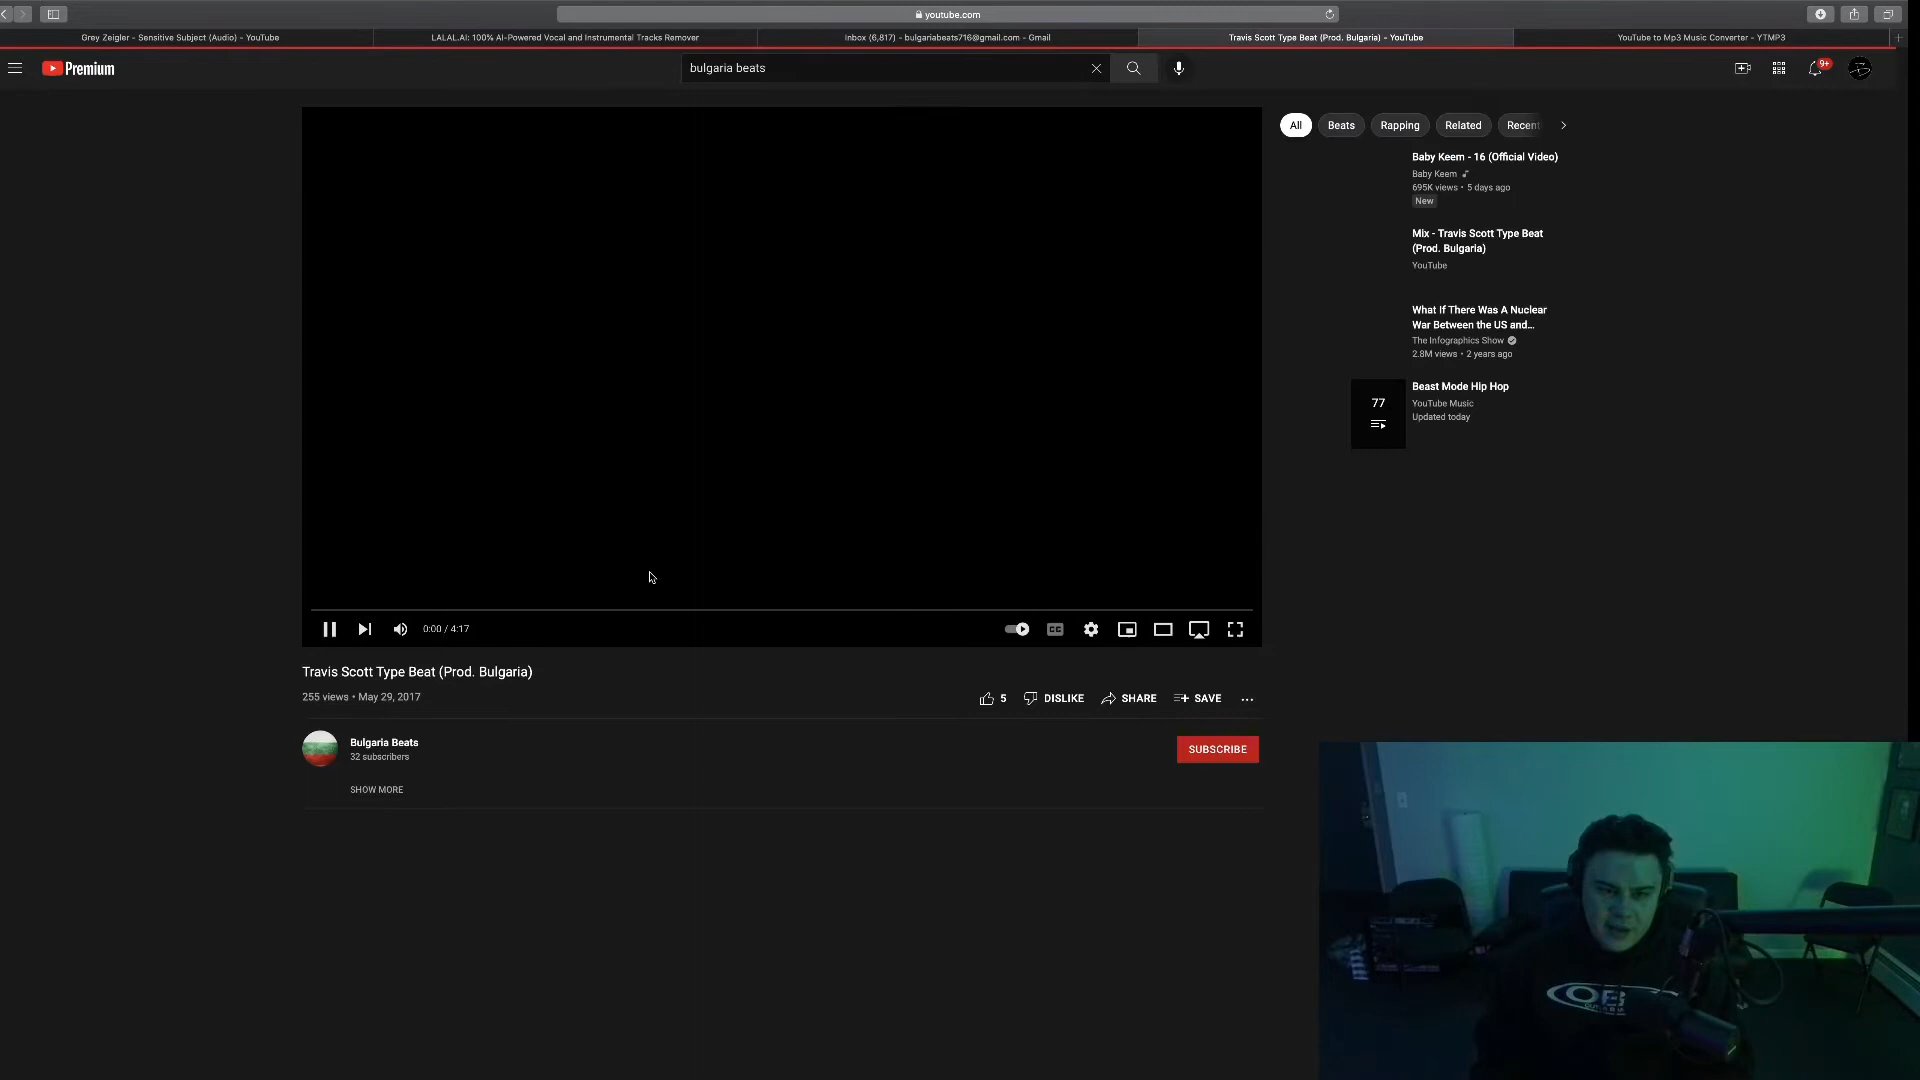 youtube.com
Grey Zeigler - Sensitive Subject (Audio) - YouTube
LALAL.AI: 100% AI-Powered Vocal and Instrumental Tracks Remover
Inbox (6,817) - bulgariabeats716@gmail.com - Gmail
Travis Scott Type Beat (Prod. Bulgaria) - YouTube
YouTube to Mp3 Music Converter - YTMP3
Premium
bulgaria beats
9+
All
Beats
Rapping
Related
Recent
Baby Keem - 16 (Official Video)
Baby Keem
695K views • 5 days ago
New
Mix - Travis Scott Type Beat
(Prod. Bulgaria)
YouTube
What If There Was A Nuclear
War Between the US and...
The Infographics Show
2.8M views • 2 years ago
77
Beast Mode Hip Hop
YouTube Music
Updated today
0:00 / 4:17
CC
Travis Scott Type Beat (Prod. Bulgaria)
255 views • May 29, 2017
5
DISLIKE
SHARE
SAVE
...
Bulgaria Beats
32 subscribers
SUBSCRIBE
SHOW MORE